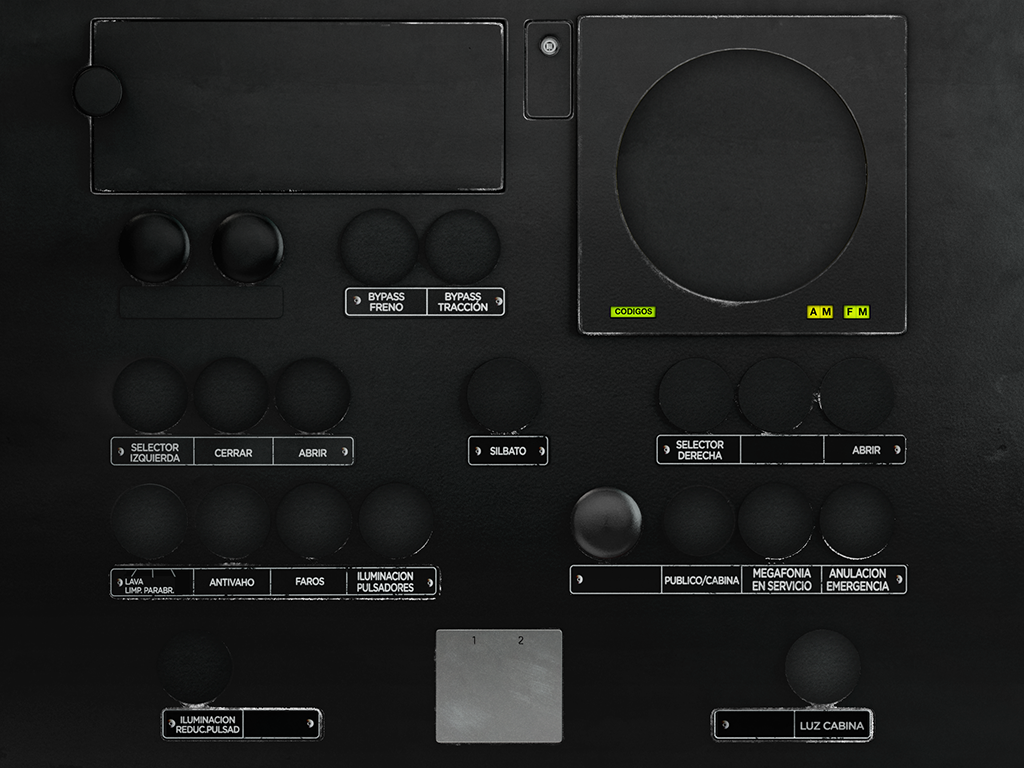 CODIGOS
A M
F M
BYPASS
FRENO
BYPASS
TRACCIÓN
SELECTOR
IZQUIERDA
CERRAR
ABRIR
SILBATO
SELECTOR
DERECHA
ABRIR
LAVA
LIMP. PARABR.
ANTIVAHO
FAROS
ILUMINACION
PULSADORES
PUBLICO/CABINA
MEGAFONIA
EN SERVICIO
ANULACION
EMERGENCIA
1 2
ILUMINACION
REDUC.PULSAD
LUZ CABINA